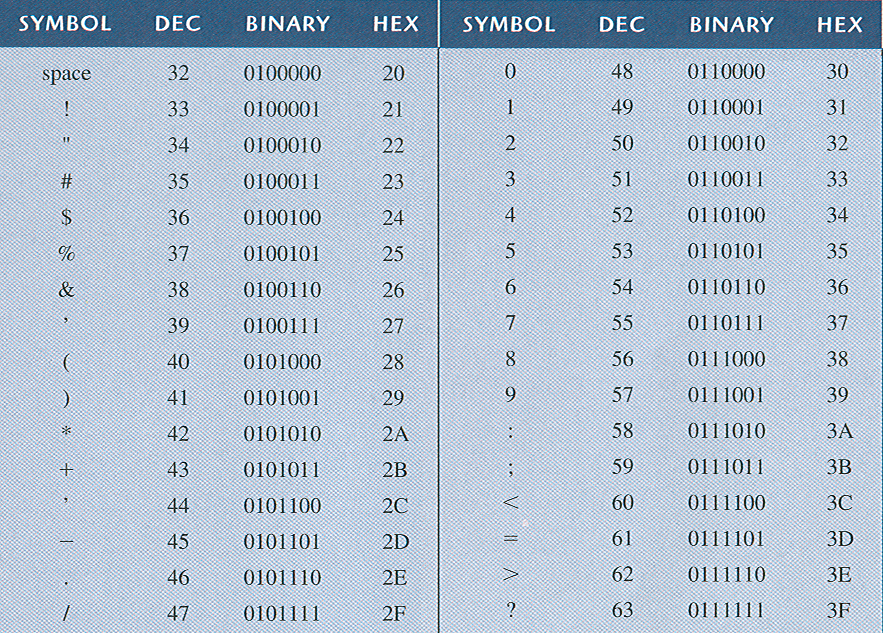 SYMBOL DEC BINARY HEX SYMBOL DEC BINARY HEX
space 32 0100000 20 0 48 0110000 30
! 33 0100001 21 1 49 0110001 31
" 34 0100010 22 2 50 0110010 32
# 35 0100011 23 3 51 0110011 33
$ 36 0100100 24 4 52 0110100 34
% 37 0100101 25 5 53 0110101 35
& 38 0100110 26 6 54 0110110 36
’ 39 0100111 27 7 55 0110111 37
( 40 0101000 28 8 56 0111000 38
) 41 0101001 29 9 57 0111001 39
* 42 0101010 2A : 58 0111010 3A
+ 43 0101011 2B ; 59 0111011 3B
’ 44 0101100 2C < 60 0111100 3C
– 45 0101101 2D = 61 0111101 3D
. 46 0101110 2E > 62 0111110 3E
/ 47 0101111 2F ? 63 0111111 3F